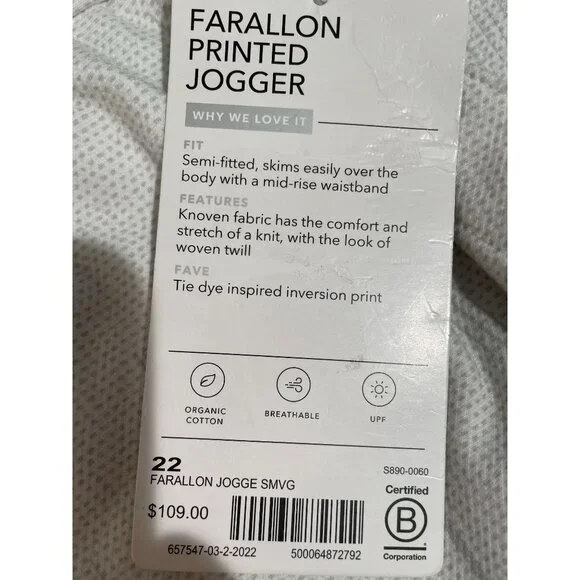 FARALLON
PRINTED
JOGGER
WHY WE LOVE IT
FIT
Semi-fitted, skims easily over the
body with a mid-rise waistband
FEATURES
Knoven fabric has the comfort and
stretch of a knit, with the look of
woven twill
FAVE
Tie dye inspired inversion print
ORGANIC
COTTON
BREATHABLE
UPF
22
S890-0060
FARALLON JOGGE SMVG
$109.00
657547-03-2-2022
500064872792
Certified
B
Corporation